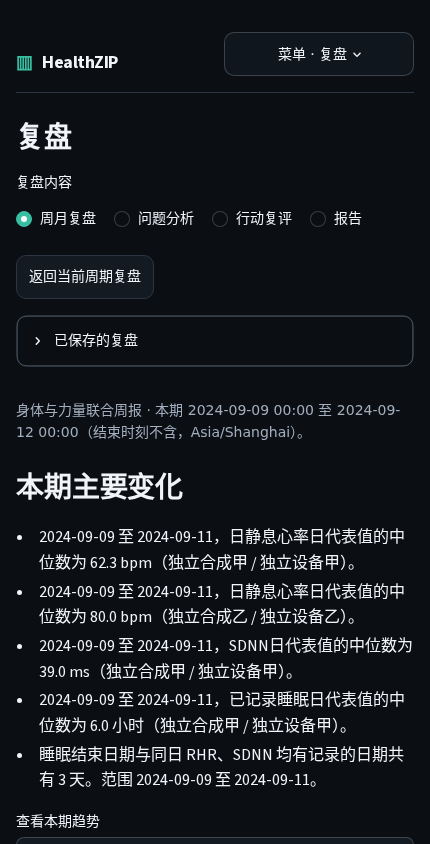 HealthZIP
菜单 · 复盘
复盘
复盘内容
周月复盘
问题分析
行动复评
报告
返回当前周期复盘
已保存的复盘
身体与力量联合周报 · 本期 2024-09-09 00:00 至 2024-09-
12 00:00（结束时刻不含，Asia/Shanghai）。
本期主要变化
2024-09-09 至 2024-09-11，日静息心率日代表值的中
位数为 62.3 bpm（独立合成甲 / 独立设备甲）。
2024-09-09 至 2024-09-11，日静息心率日代表值的中
位数为 80.0 bpm（独立合成乙 / 独立设备乙）。
2024-09-09 至 2024-09-11，SDNN日代表值的中位数为
39.0 ms（独立合成甲 / 独立设备甲）。
2024-09-09 至 2024-09-11，已记录睡眠日代表值的中
位数为 6.0 小时（独立合成甲 / 独立设备甲）。
睡眠结束日期与同日 RHR、SDNN 均有记录的日期共
有 3 天。范围 2024-09-09 至 2024-09-11。
查看本期趋势